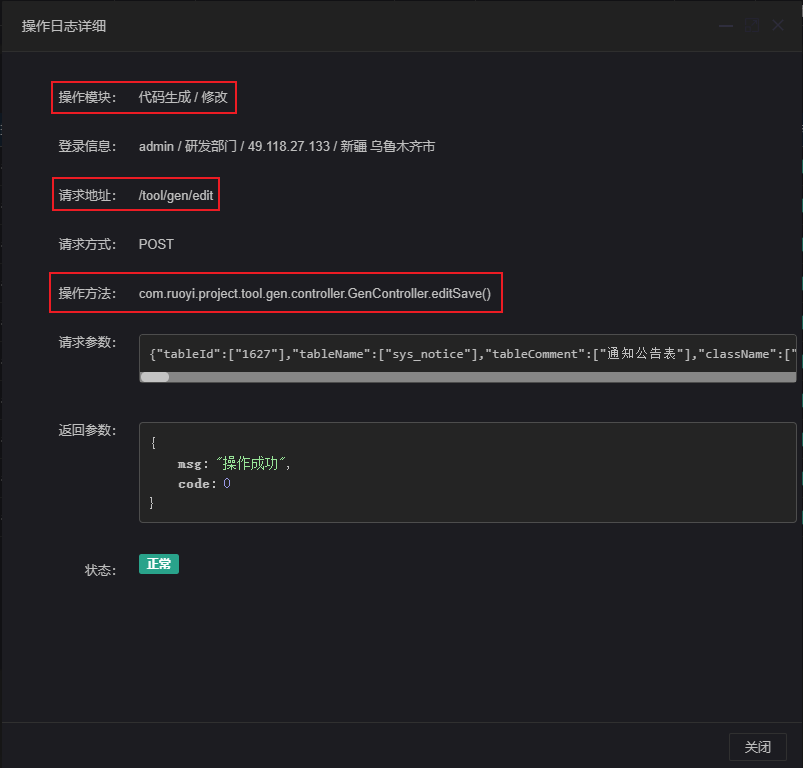 操作日志详细
操作模块： 代码生成 / 修改
登录信息： admin / 研发部门 / 49.118.27.133 / 新疆 乌鲁木齐市
请求地址： /tool/gen/edit
请求方式： POST
操作方法： com.ruoyi.project.tool.gen.controller.GenController.editSave()
请求参数： {"tableId":["1627"],"tableName":["sys_notice"],"tableComment":["通知公告表"],"className":["
返回参数： {
msg: "操作成功",
code: 0
}
状态： 正常
关闭